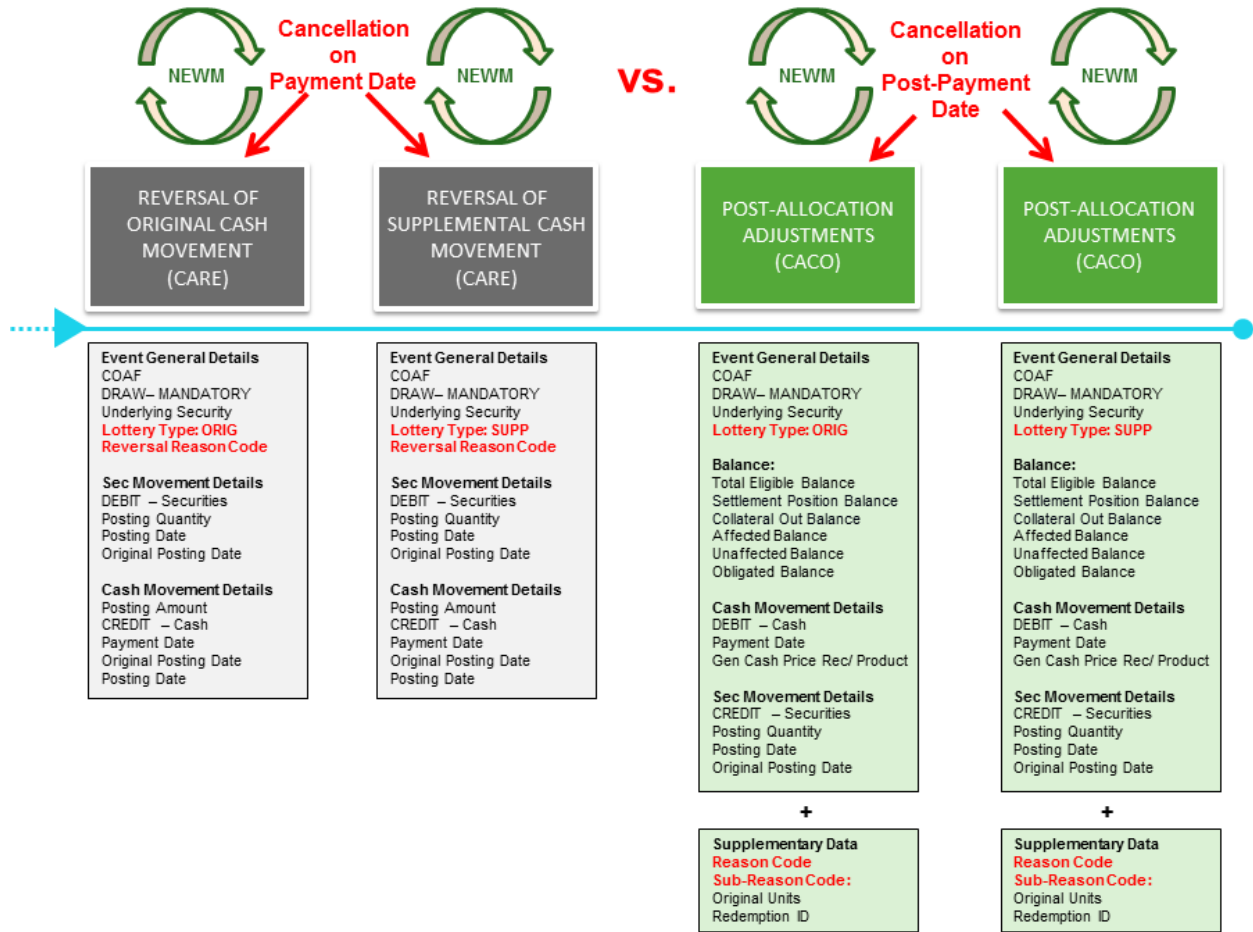 NEWM
Cancellation
on
Payment Date
NEWM
vs.
NEWM
Cancellation
on
Post-Payment
Date
NEWM
REVERSAL OF
ORIGINAL CASH
MOVEMENT
(CARE)
REVERSAL OF
SUPPLEMENTAL CASH
MOVEMENT
(CARE)
POST-ALLOCATION
ADJUSTMENTS
(CACO)
POST-ALLOCATION
ADJUSTMENTS
(CACO)
Event General Details
COAF
DRAW– MANDATORY
Underlying Security
Lottery Type: ORIG
Reversal Reason Code
Sec Movement Details
DEBIT – Securities
Posting Quantity
Posting Date
Original Posting Date
Cash Movement Details
Posting Amount
CREDIT – Cash
Payment Date
Original Posting Date
Posting Date
Event General Details
COAF
DRAW– MANDATORY
Underlying Security
Lottery Type: SUPP
Reversal Reason Code
Sec Movement Details
DEBIT – Securities
Posting Quantity
Posting Date
Original Posting Date
Cash Movement Details
Posting Amount
CREDIT – Cash
Payment Date
Original Posting Date
Posting Date
Event General Details
COAF
DRAW– MANDATORY
Underlying Security
Lottery Type: ORIG
Balance:
Total Eligible Balance
Settlement Position Balance
Collateral Out Balance
Affected Balance
Unaffected Balance
Obligated Balance
Cash Movement Details
DEBIT – Cash
Payment Date
Gen Cash Price Rec/ Product
Sec Movement Details
CREDIT – Securities
Posting Quantity
Posting Date
Original Posting Date
+
Supplementary Data
Reason Code
Sub-Reason Code:
Original Units
Redemption ID
Event General Details
COAF
DRAW– MANDATORY
Underlying Security
Lottery Type: SUPP
Balance:
Total Eligible Balance
Settlement Position Balance
Collateral Out Balance
Affected Balance
Unaffected Balance
Obligated Balance
Cash Movement Details
DEBIT – Cash
Payment Date
Gen Cash Price Rec/ Product
Sec Movement Details
CREDIT – Securities
Posting Quantity
Posting Date
Original Posting Date
+
Supplementary Data
Reason Code
Sub-Reason Code:
Original Units
Redemption ID